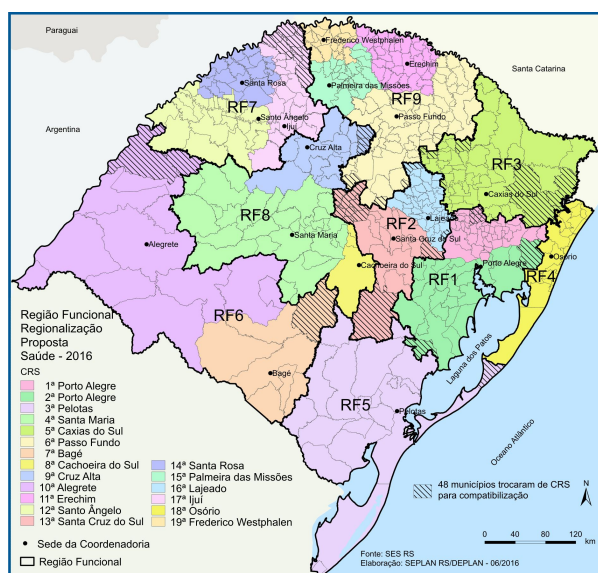 Paraguai
Santa Catarina
Argentina
Frederico Westphalen
Erechim
Santa Rosa
Palmeira das Missões
RF7
RF9
Santo Ângelo
Ijuí
Passo Fundo
Cruz Alta
RF3
Caxias do Sul
RF8
RF2
Lajeado
Alegrete
Santa Maria
Santa Cruz do Sul
Osório
Cachoeira do Sul
Porto Alegre
RF4
RF1
RF6
Bagé
Laguna dos Patos
RF5
Pelotas
Oceano Atlântico
Região Funcional
Regionalização
Proposta
Saúde - 2016
CRS
1ª Porto Alegre
2ª Porto Alegre
3ª Pelotas
4ª Santa Maria
5ª Caxias do Sul
6ª Passo Fundo
7ª Bagé
8ª Cachoeira do Sul
9ª Cruz Alta
10ª Alegrete
11ª Erechim
12ª Santo Ângelo
13ª Santa Cruz do Sul
14ª Santa Rosa
15ª Palmeira das Missões
16ª Lajeado
17ª Ijuí
18ª Osório
19ª Frederico Westphalen
Sede da Coordenadoria
Região Funcional
48 municípios trocaram de CRS
para compatibilização
N
0 40 80 120
km
Fonte: SES RS
Elaboração: SEPLAN RS/DEPLAN - 06/2016